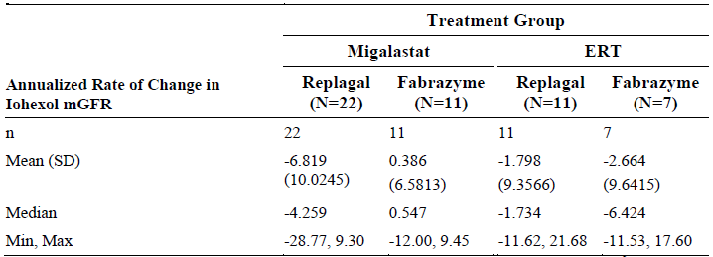 Treatment Group
Migalastat ERT
Annualized Rate of Change in Iohexol mGFR Replagal (N=22) Fabrazyme (N=11) Replagal (N=11) Fabrazyme (N=7)
n 22 11 11 7
Mean (SD) -6.819 (10.0245) 0.386 (6.5813) -1.798 (9.3566) -2.664 (9.6415)
Median -4.259 0.547 -1.734 -6.424
Min, Max -28.77, 9.30 -12.00, 9.45 -11.62, 21.68 -11.53, 17.60